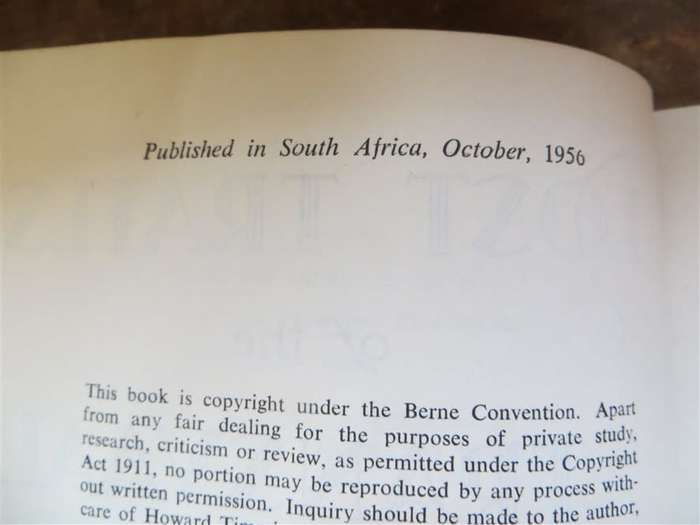 Published in South Africa, October, 1956
This book is copyright under the Berne Convention. Apart
from any fair dealing for the purposes of private study,
research, criticism or review, as permitted under the Copyright
Act 1911, no portion may be reproduced by any process with-
out written permission. Inquiry should be made to the author,
care of Howard